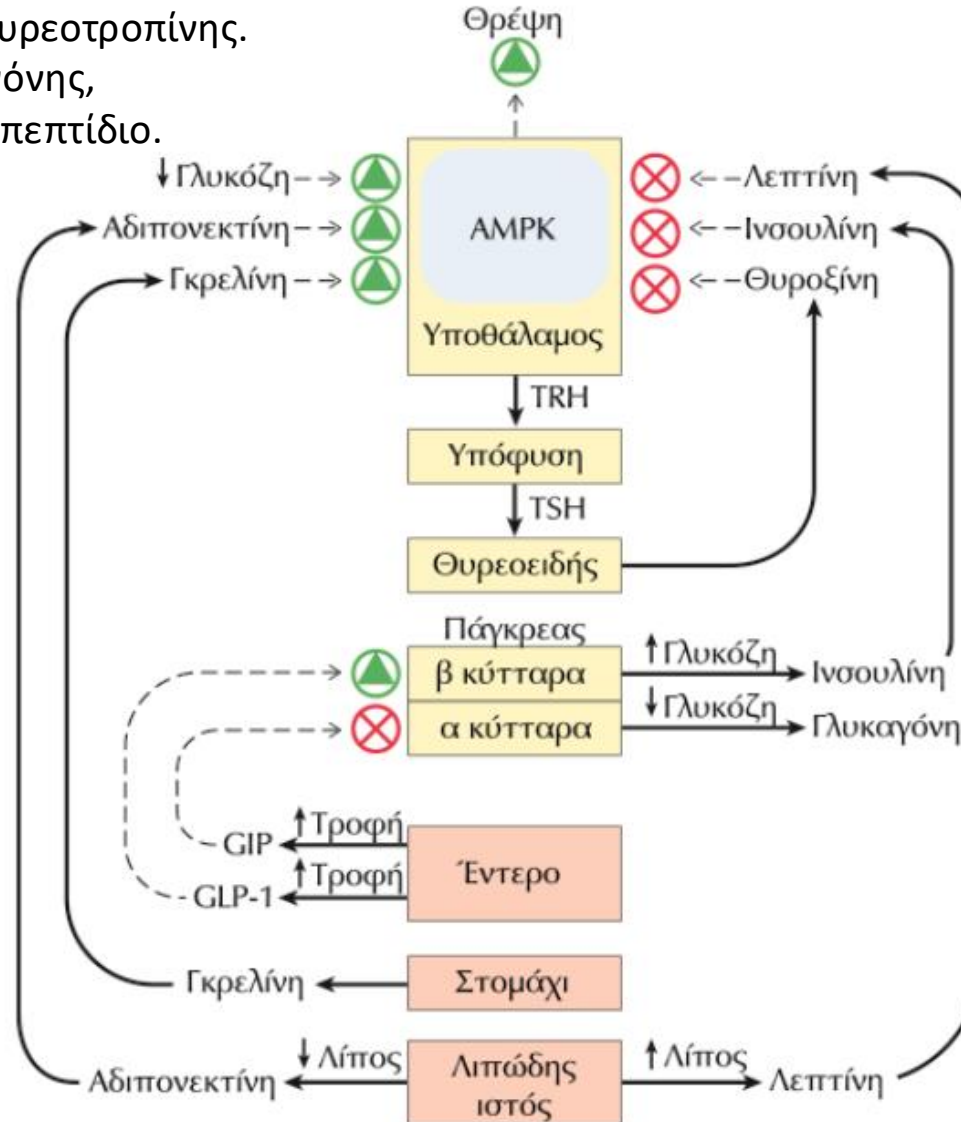 υρεοτροπίνης.
όνης,
πεπτίδιο.
Θρέψη
↓ Γλυκόζη
Λεπτίνη
Αδιπονεκτίνη
AMPK
Ινσουλίνη
Γκρελίνη
Θυροξίνη
Υποθάλαμος
TRH
Υπόφυση
TSH
Θυρεοειδής
Πάγκρεας
β κύτταρα
↑ Γλυκόζη
Ινσουλίνη
α κύτταρα
↓ Γλυκόζη
Γλυκαγόνη
GIP
↑ Τροφή
Έντερο
GLP-1
↑ Τροφή
Γκρελίνη
Στομάχι
Αδιπονεκτίνη
↓ Λίπος
Λιπώδης
ιστός
↑ Λίπος
Λεπτίνη